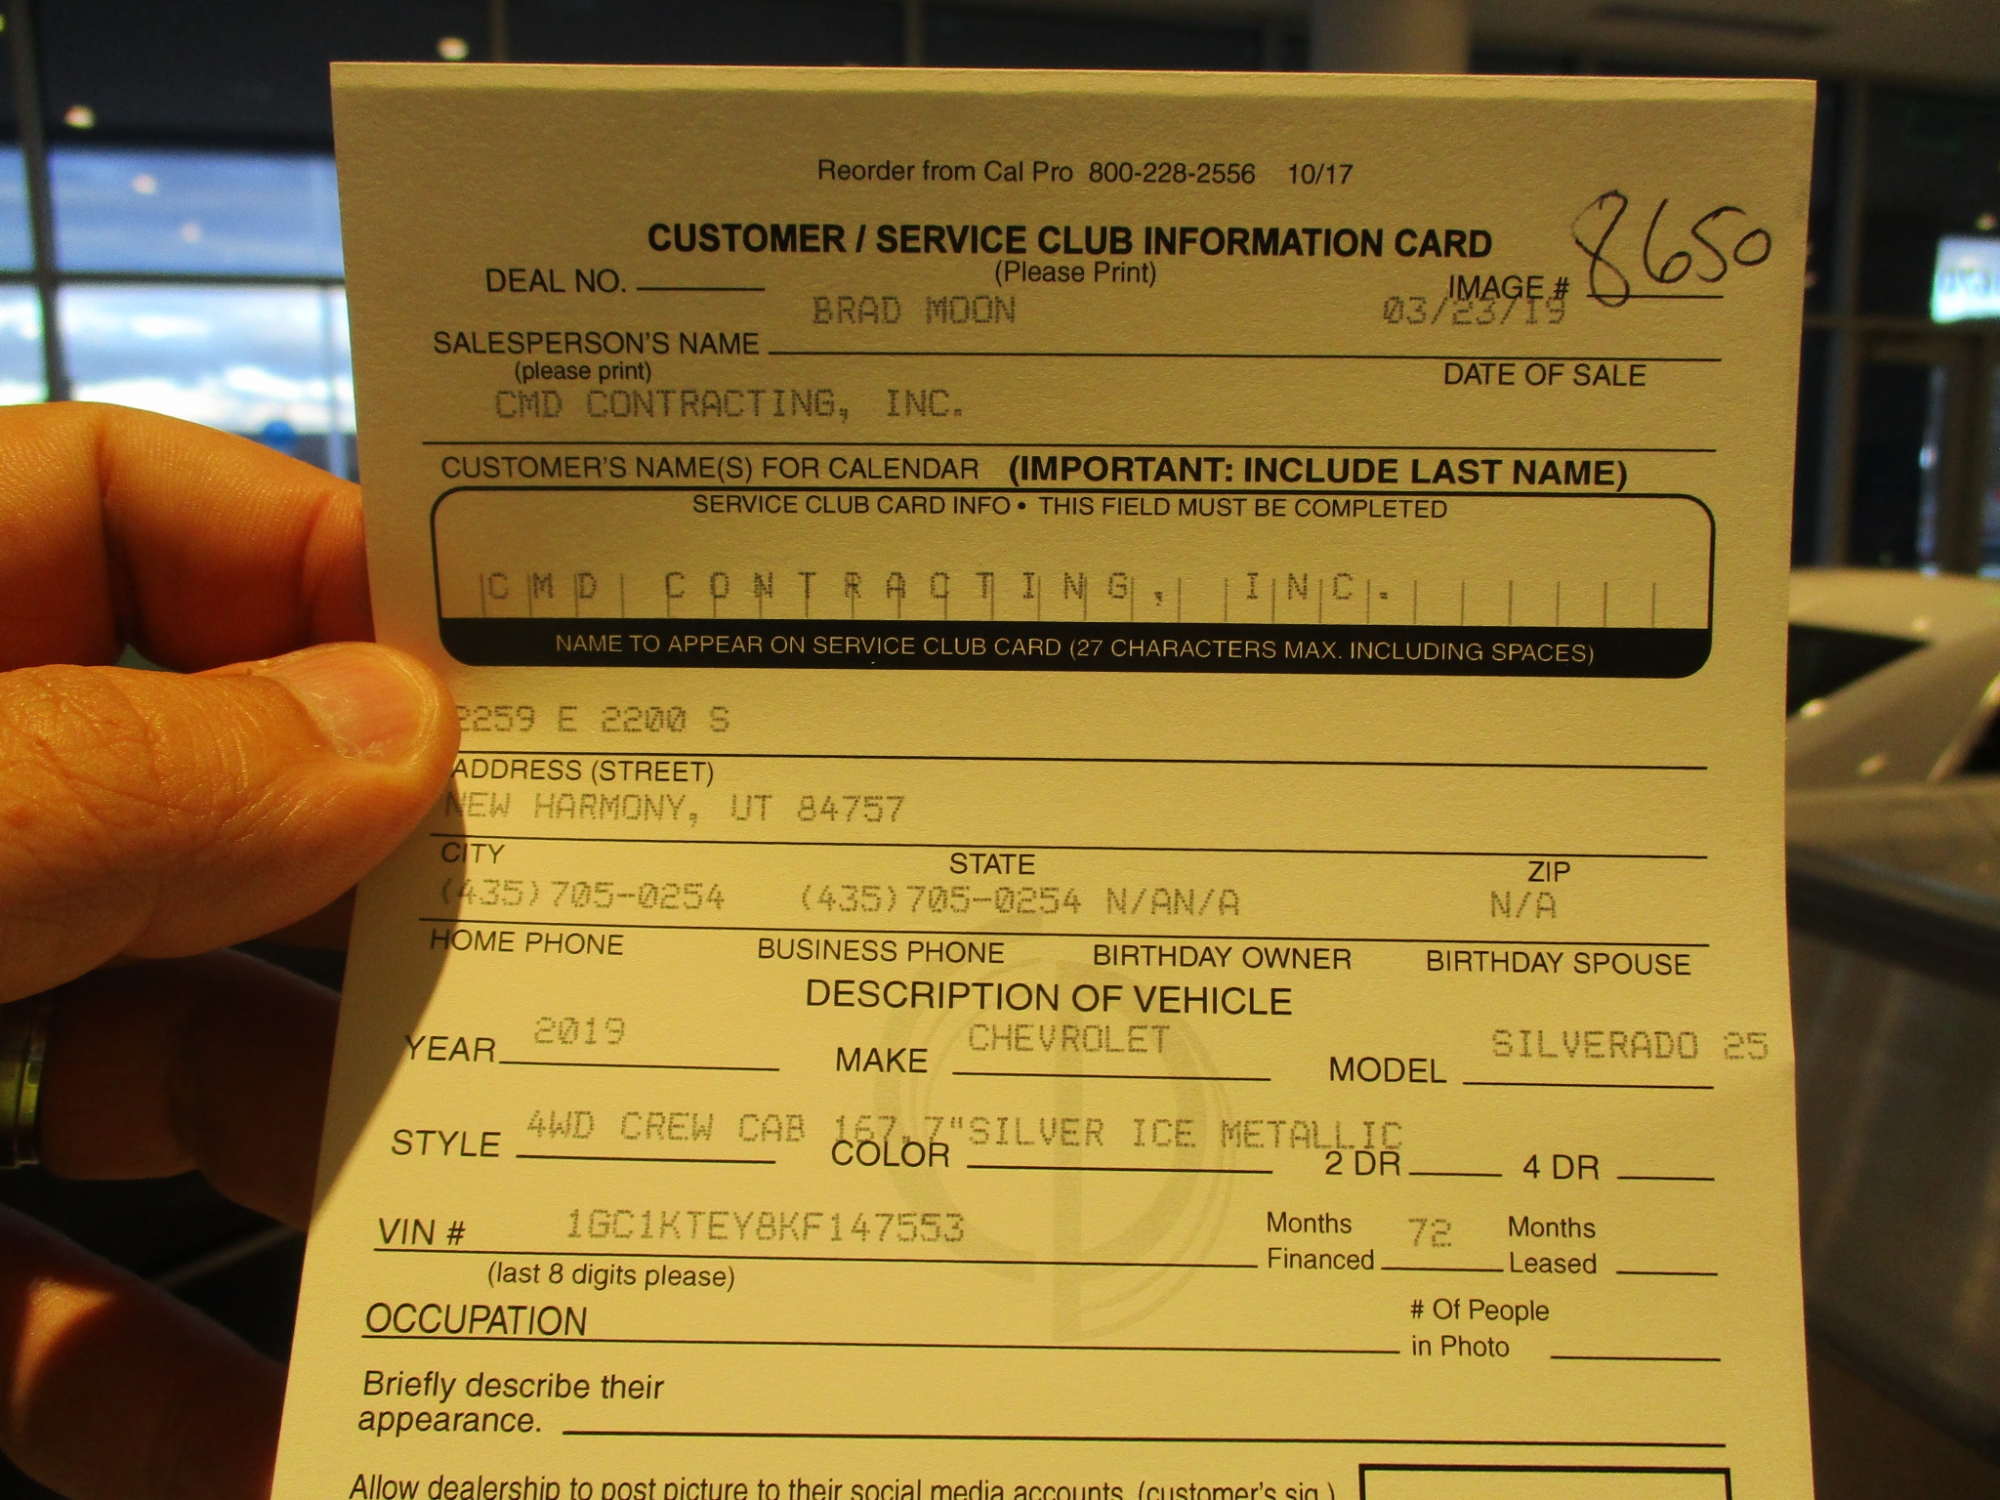 Reorder from Cal Pro 800-228-2556 10/17
CUSTOMER / SERVICE CLUB INFORMATION CARD
(Please Print)
DEAL NO. IMAGE # 8650
BRAD MOON 03/23/19
SALESPERSON'S NAME
(please print) DATE OF SALE
CMD CONTRACTING, INC.
CUSTOMER'S NAME(S) FOR CALENDAR (IMPORTANT: INCLUDE LAST NAME)
SERVICE CLUB CARD INFO • THIS FIELD MUST BE COMPLETED
CMD CONTRACTING, INC.
NAME TO APPEAR ON SERVICE CLUB CARD (27 CHARACTERS MAX. INCLUDING SPACES)
2259 E 2200 S
ADDRESS (STREET)
NEW HARMONY, UT 84757
CITY STATE ZIP
(435)705-0254 (435)705-0254 N/AN/A N/A
HOME PHONE BUSINESS PHONE BIRTHDAY OWNER BIRTHDAY SPOUSE
DESCRIPTION OF VEHICLE
YEAR 2019 MAKE CHEVROLET MODEL SILVERADO 25
STYLE 4WD CREW CAB 167.7" COLOR SILVER ICE METALLIC 2 DR 4 DR
VIN # 1GC1KTEY8KF147553 Months Financed 72 Months Leased
(last 8 digits please)
OCCUPATION # Of People in Photo
Briefly describe their
appearance.
Allow dealership to post picture to their social media accounts (customer's sig.)